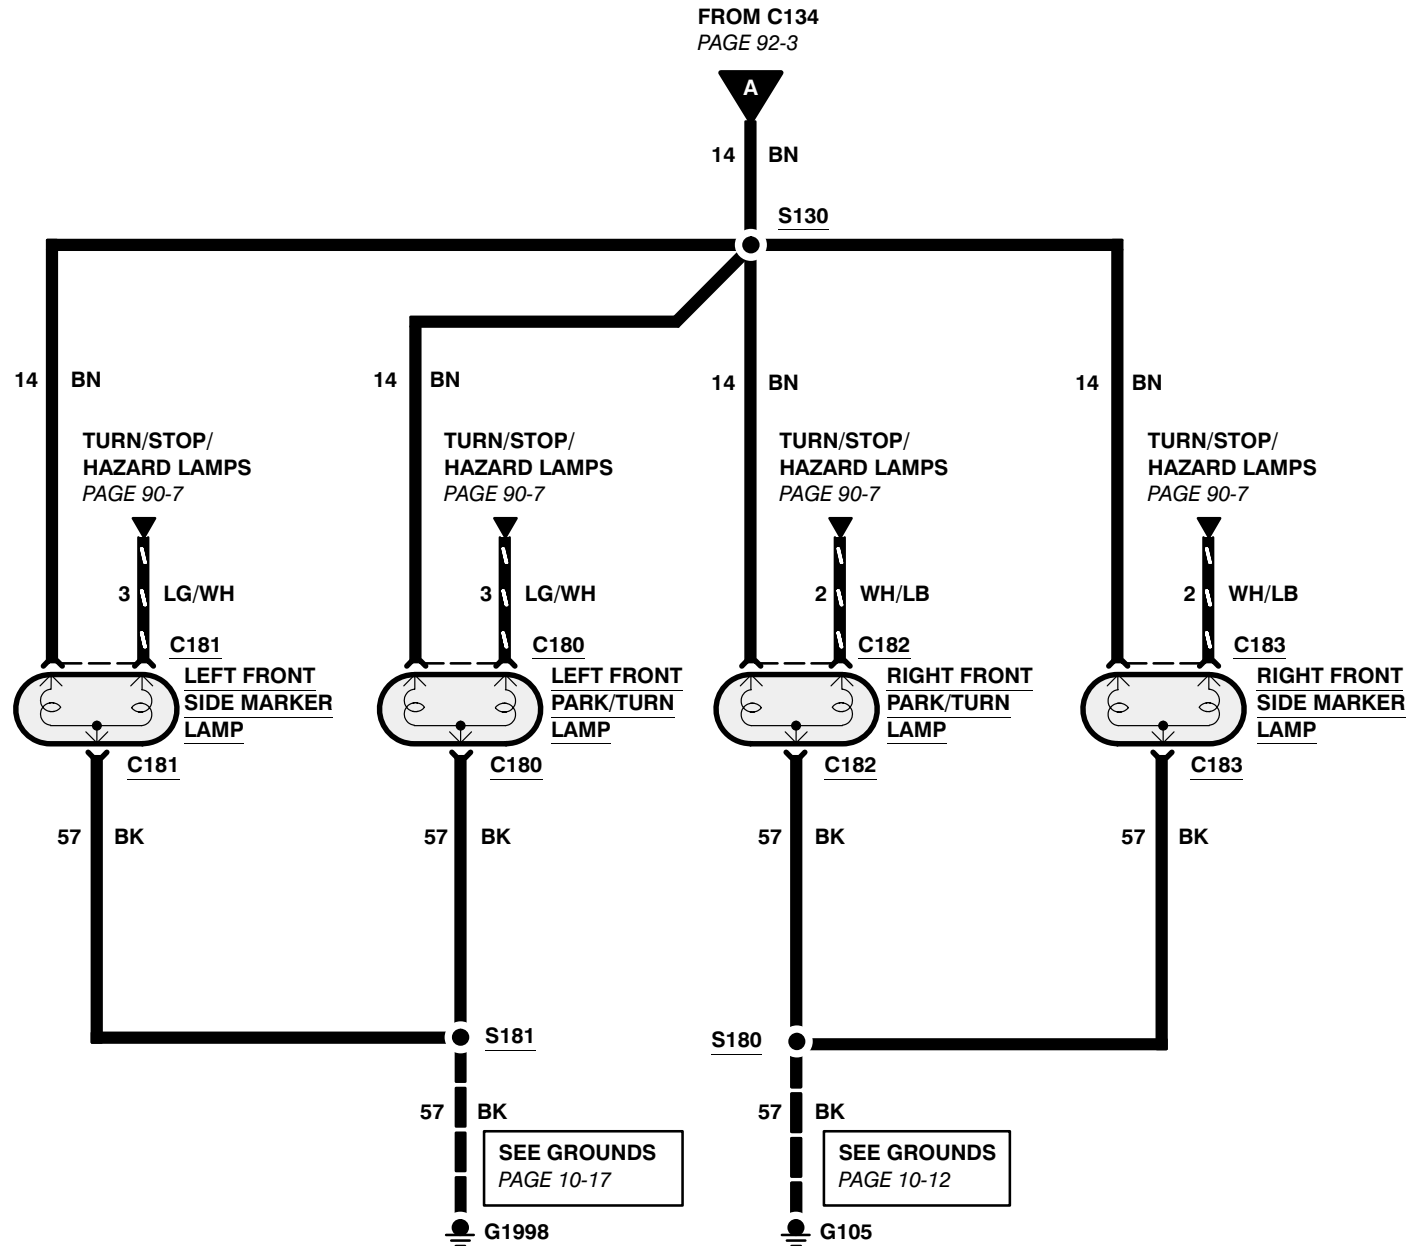 FROM C134
PAGE 92-3
A
14 BN
S130
14 BN
14 BN
14 BN
14 BN
TURN/STOP/
HAZARD LAMPS
PAGE 90-7
TURN/STOP/
HAZARD LAMPS
PAGE 90-7
TURN/STOP/
HAZARD LAMPS
PAGE 90-7
TURN/STOP/
HAZARD LAMPS
PAGE 90-7
3 LG/WH
3 LG/WH
2 WH/LB
2 WH/LB
C181
LEFT FRONT
SIDE MARKER
LAMP
C180
LEFT FRONT
PARK/TURN
LAMP
C182
RIGHT FRONT
PARK/TURN
LAMP
C183
RIGHT FRONT
SIDE MARKER
LAMP
C181
C180
C182
C183
57 BK
57 BK
57 BK
57 BK
S181
S180
57 BK
57 BK
SEE GROUNDS
PAGE 10-17
SEE GROUNDS
PAGE 10-12
G1998
G105